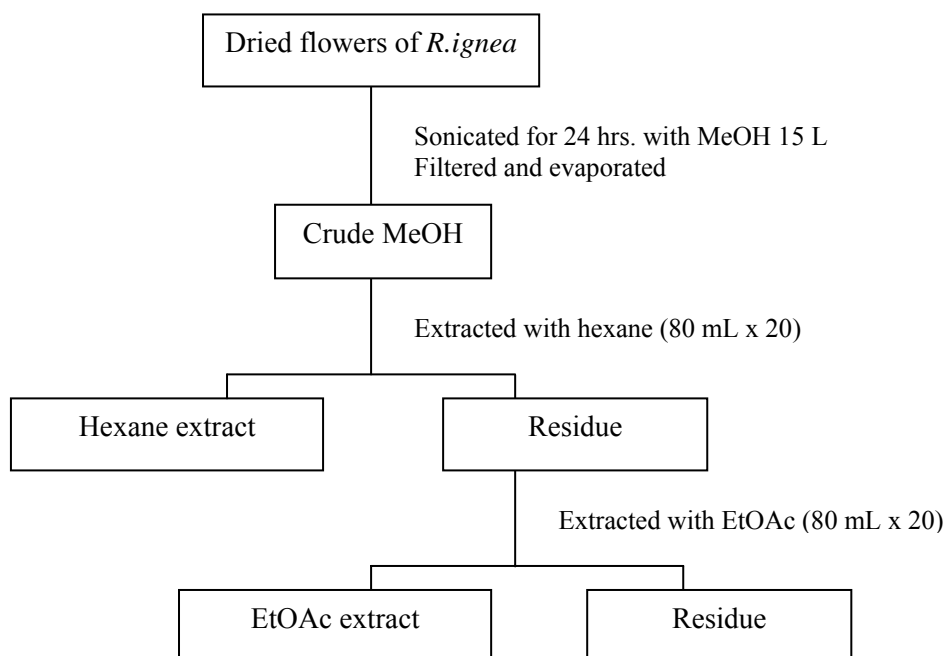 Dried flowers of R.ignea
Sonicated for 24 hrs. with MeOH 15 L
Filtered and evaporated
Crude MeOH
Extracted with hexane (80 mL x 20)
Hexane extract
Residue
Extracted with EtOAc (80 mL x 20)
EtOAc extract
Residue